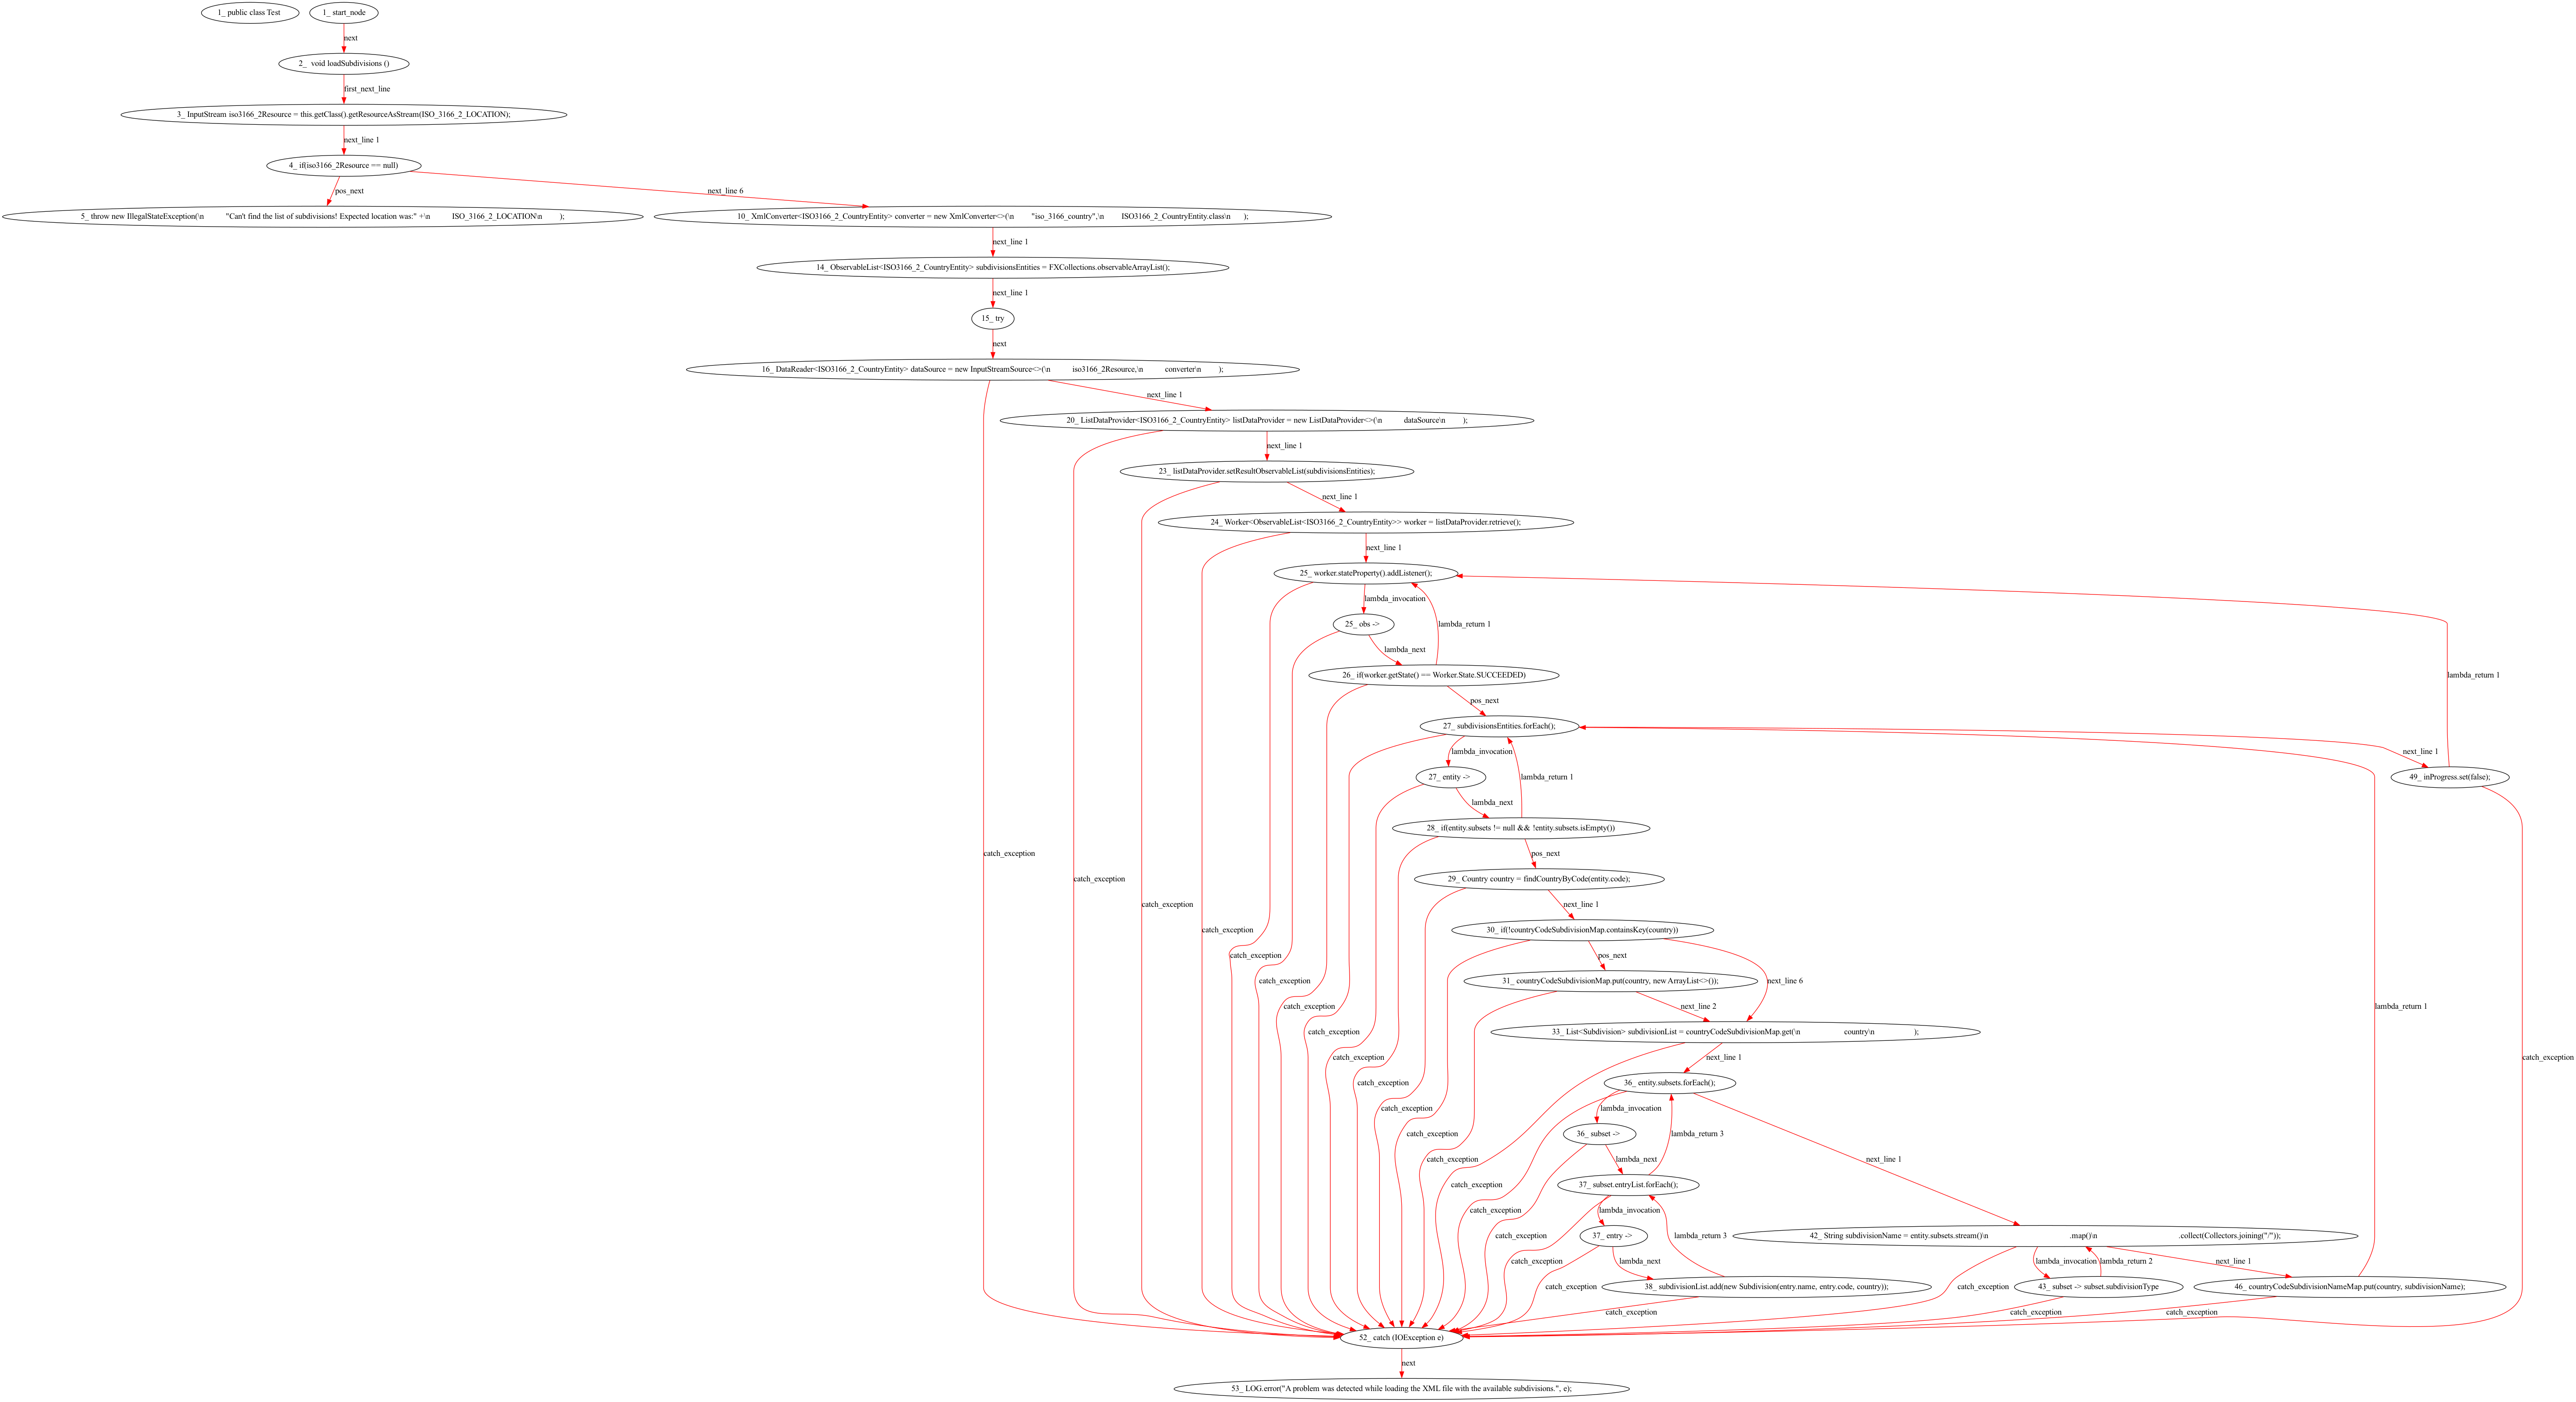 1_ public class Test
1_ start_node
next
2_ void loadSubdivisions ()
first_next_line
3_ InputStream iso3166_2Resource = this.getClass().getResourceAsStream(ISO_3166_2_LOCATION);
next_line 1
4_ if(iso3166_2Resource == null)
pos_next
next_line 6
5_ throw new IllegalStateException(\n "Can't find the list of subdivisions! Expected location was:" +\n ISO_3166_2_LOCATION\n );
10_ XmlConverter<ISO3166_2_CountryEntity> converter = new XmlConverter<>(\n "iso_3166_country",\n ISO3166_2_CountryEntity.class\n );
next_line 1
14_ ObservableList<ISO3166_2_CountryEntity> subdivisionsEntities = FXCollections.observableArrayList();
next_line 1
15_ try
next
16_ DataReader<ISO3166_2_CountryEntity> dataSource = new InputStreamSource<>(\n iso3166_2Resource,\n converter\n );
next_line 1
20_ ListDataProvider<ISO3166_2_CountryEntity> listDataProvider = new ListDataProvider<>(\n dataSource\n );
next_line 1
23_ listDataProvider.setResultObservableList(subdivisionsEntities);
next_line 1
24_ Worker<ObservableList<ISO3166_2_CountryEntity>> worker = listDataProvider.retrieve();
next_line 1
25_ worker.stateProperty().addListener();
lambda_invocation
25_ obs ->
lambda_return 1
lambda_next
26_ if(worker.getState() == Worker.State.SUCCEEDED)
lambda_return 1
pos_next
27_ subdivisionsEntities.forEach();
lambda_invocation
next_line 1
27_ entity ->
lambda_return 1
49_ inProgress.set(false);
lambda_next
28_ if(entity.subsets != null && !entity.subsets.isEmpty())
catch_exception
pos_next
29_ Country country = findCountryByCode(entity.code);
catch_exception
catch_exception
next_line 1
30_ if(!countryCodeSubdivisionMap.containsKey(country))
catch_exception
catch_exception
pos_next
31_ countryCodeSubdivisionMap.put(country, new ArrayList<>());
catch_exception
next_line 6
catch_exception
next_line 2
lambda_return 1
33_ List<Subdivision> subdivisionList = countryCodeSubdivisionMap.get(\n country\n );
catch_exception
catch_exception
next_line 1
catch_exception
36_ entity.subsets.forEach();
catch_exception
catch_exception
lambda_invocation
36_ subset ->
catch_exception
lambda_return 3
catch_exception
lambda_next
next_line 1
37_ subset.entryList.forEach();
catch_exception
catch_exception
lambda_invocation
37_ entry ->
catch_exception
lambda_return 3
42_ String subdivisionName = entity.subsets.stream()\n .map()\n .collect(Collectors.joining("/"));
catch_exception
lambda_next
lambda_invocation
lambda_return 2
next_line 1
catch_exception
38_ subdivisionList.add(new Subdivision(entry.name, entry.code, country));
catch_exception
43_ subset -> subset.subdivisionType
46_ countryCodeSubdivisionNameMap.put(country, subdivisionName);
catch_exception
catch_exception
catch_exception
52_ catch (IOException e)
next
53_ LOG.error("A problem was detected while loading the XML file with the available subdivisions.", e);